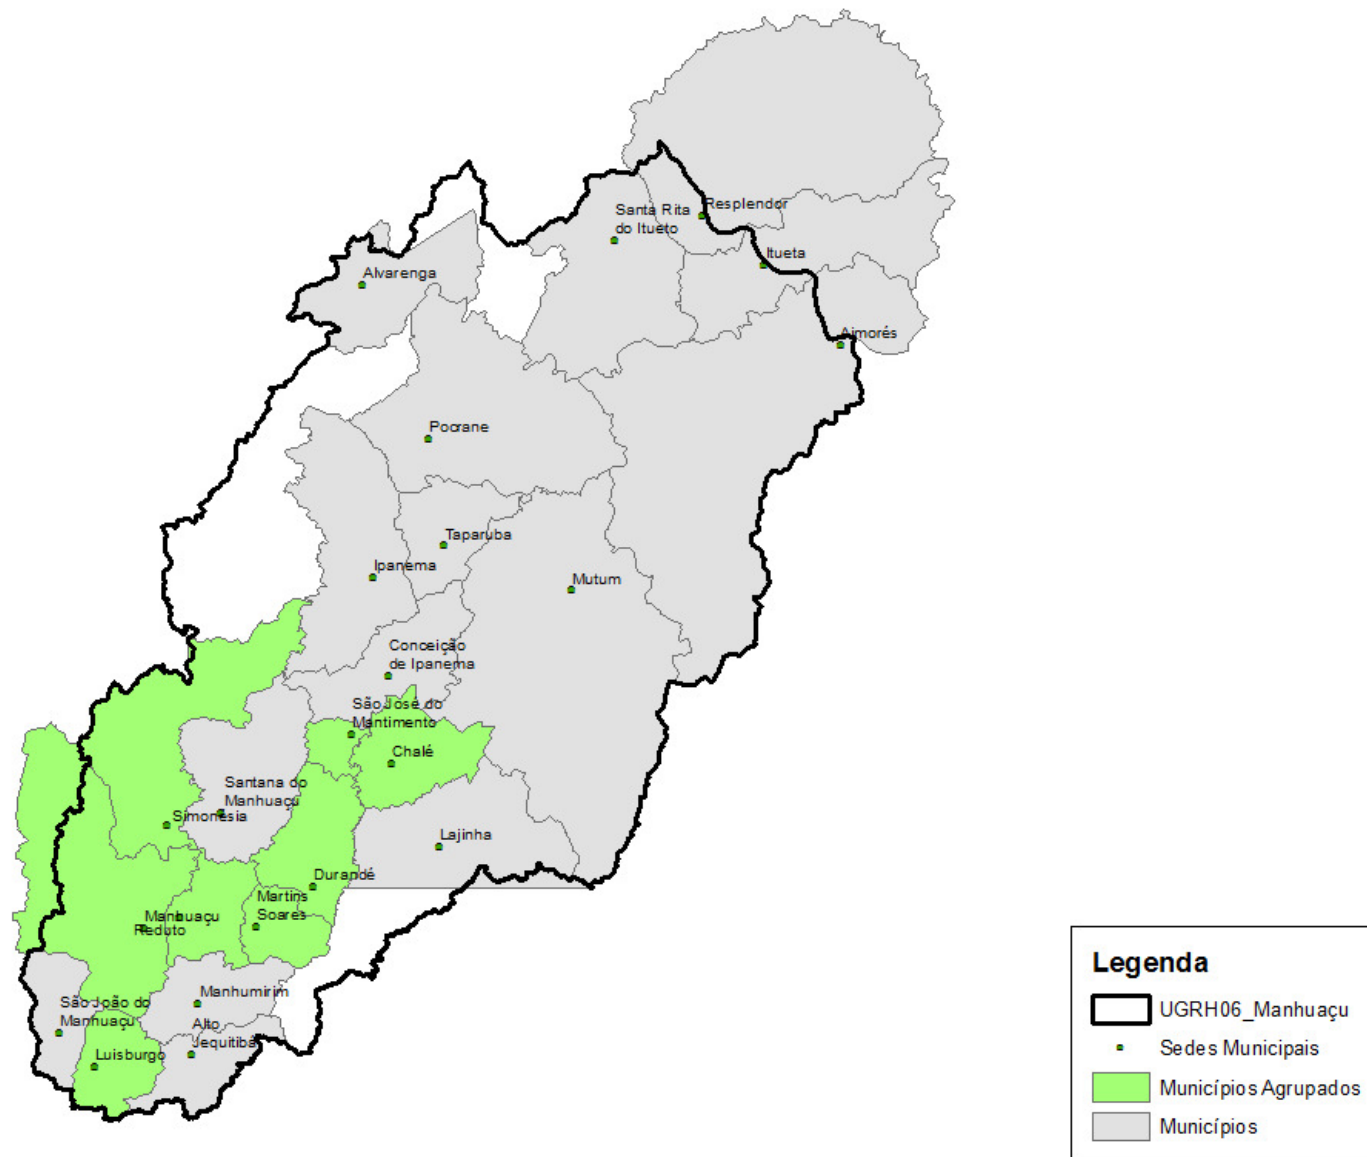 Resplendor
Santa Rita
do Itueto
Itueta
Alvarenga
Aimorés
Pocrane
Taparuba
Ipanema
Mutum
Conceição
de Ipanema
São José do
Mantimento
Chalé
Santana do
Manhuaçu
Simonésia
Lajinha
Durandé
Martins
Soares
Manhuaçu
Reduto
Manhumirim
São João do
Manhuaçu
Alto
Jequitibá
Luisburgo
Legenda
UGRH06_Manhuaçu
Sedes Municipais
Municípios Agrupados
Municípios